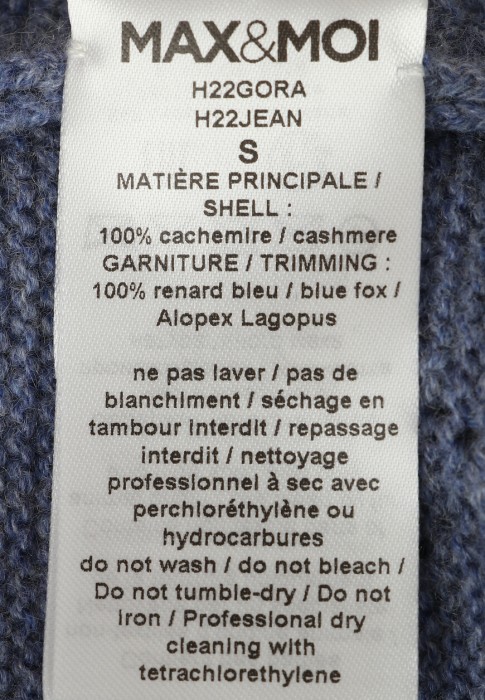 MAX&MOI
H22GORA
H22JEAN
S
MATIÈRE PRINCIPALE /
SHELL :
100% cachemire / cashmere
GARNITURE / TRIMMING :
100% renard bleu / blue fox /
Alopex Lagopus
ne pas laver / pas de
blanchiment / séchage en
tambour interdit / repassage
interdit / nettoyage
professionnel à sec avec
perchloréthylène ou
hydrocarbures
do not wash / do not bleach /
Do not tumble-dry / Do not
iron / Professional dry
cleaning with
tetrachlorethylene